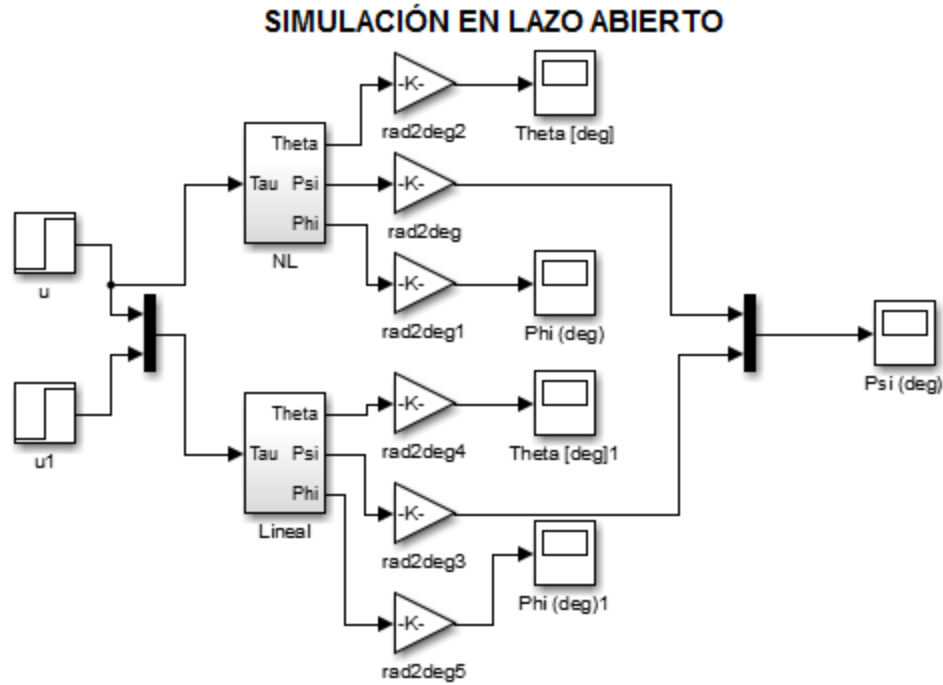 SIMULACIÓN EN LAZO ABIERTO
-K-
rad2deg2
Theta [deg]
Theta
Tau Psi
Phi
NL
-K-
rad2deg
-K-
rad2deg1
Phi (deg)
u
u1
Psi (deg)
Theta
Tau Psi
Phi
Lineal
-K-
rad2deg4
Theta [deg]1
-K-
rad2deg3
Phi (deg)1
-K-
rad2deg5